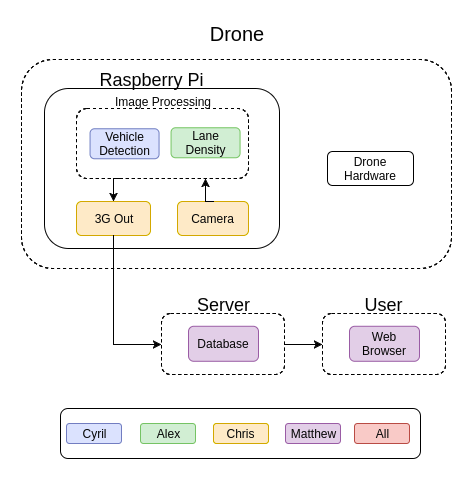 Drone
Raspberry Pi
Image Processing
Vehicle
Detection
Lane
Density
Drone
Hardware
3G Out
Camera
Server
User
Database
Web
Browser
Cyril
Alex
Chris
Matthew
All